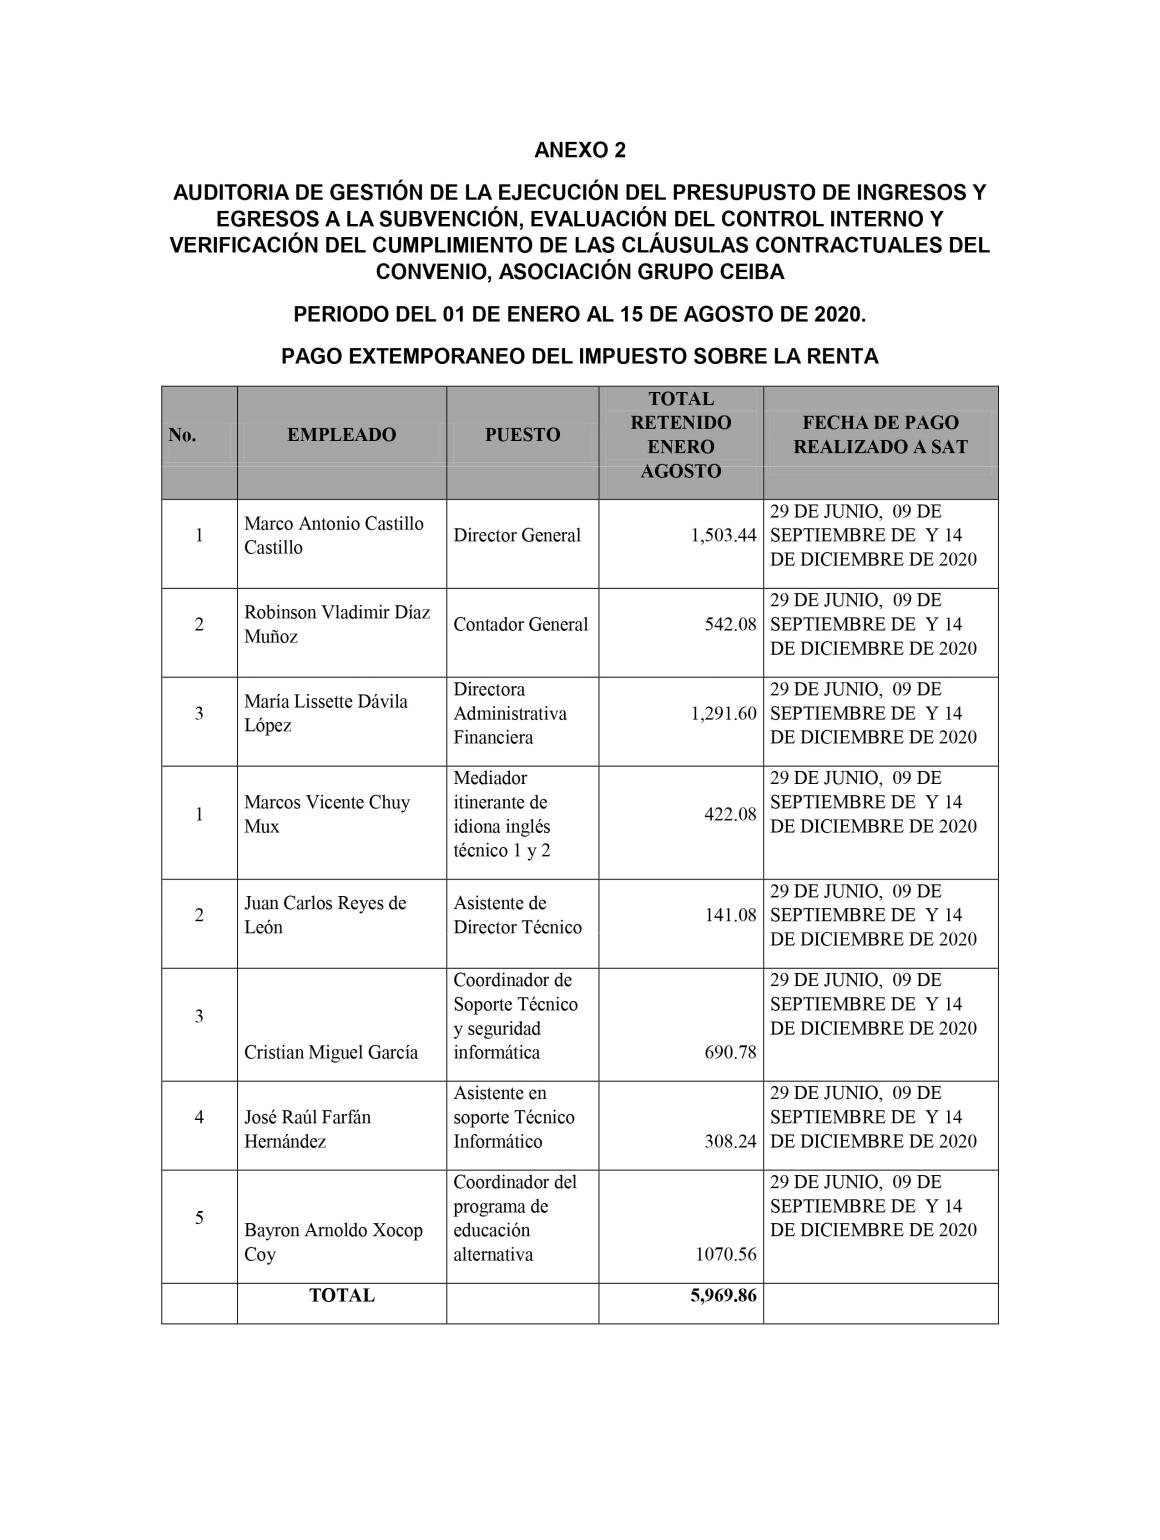 ANEXO 2
AUDITORIA DE GESTIÓN DE LA EJECUCIÓN DEL PRESUPUSTO DE INGRESOS Y
EGRESOS A LA SUBVENCIÓN, EVALUACIÓN DEL CONTROL INTERNO Y
VERIFICACIÓN DEL CUMPLIMIENTO DE LAS CLÁUSULAS CONTRACTUALES DEL
CONVENIO, ASOCIACIÓN GRUPO CEIBA
PERIODO DEL 01 DE ENERO AL 15 DE AGOSTO DE 2020.
PAGO EXTEMPORANEO DEL IMPUESTO SOBRE LA RENTA
No.
EMPLEADO
PUESTO
TOTAL
RETENIDO
ENERO
AGOSTO
FECHA DE PAGO
REALIZADO A SAT
1
Marco Antonio Castillo
Castillo
Director General
1,503.44
29 DE JUNIO, 09 DE
SEPTIEMBRE DE Y 14
DE DICIEMBRE DE 2020
2
Robinson Vladimir Díaz
Muñoz
Contador General
542.08
29 DE JUNIO, 09 DE
SEPTIEMBRE DE Y 14
DE DICIEMBRE DE 2020
3
María Lissette Dávila
López
Directora
Administrativa
Financiera
1,291.60
29 DE JUNIO, 09 DE
SEPTIEMBRE DE Y 14
DE DICIEMBRE DE 2020
1
Marcos Vicente Chuy
Mux
Mediador
itinerante de
idiona inglés
técnico 1 y 2
422.08
29 DE JUNIO, 09 DE
SEPTIEMBRE DE Y 14
DE DICIEMBRE DE 2020
2
Juan Carlos Reyes de
León
Asistente de
Director Técnico
141.08
29 DE JUNIO, 09 DE
SEPTIEMBRE DE Y 14
DE DICIEMBRE DE 2020
3
Cristian Miguel García
Coordinador de
Soporte Técnico
y seguridad
informática
690.78
29 DE JUNIO, 09 DE
SEPTIEMBRE DE Y 14
DE DICIEMBRE DE 2020
4
José Raúl Farfán
Hernández
Asistente en
soporte Técnico
Informático
308.24
29 DE JUNIO, 09 DE
SEPTIEMBRE DE Y 14
DE DICIEMBRE DE 2020
5
Bayron Arnoldo Xocop
Coy
Coordinador del
programa de
educación
alternativa
1070.56
29 DE JUNIO, 09 DE
SEPTIEMBRE DE Y 14
DE DICIEMBRE DE 2020
TOTAL
5,969.86